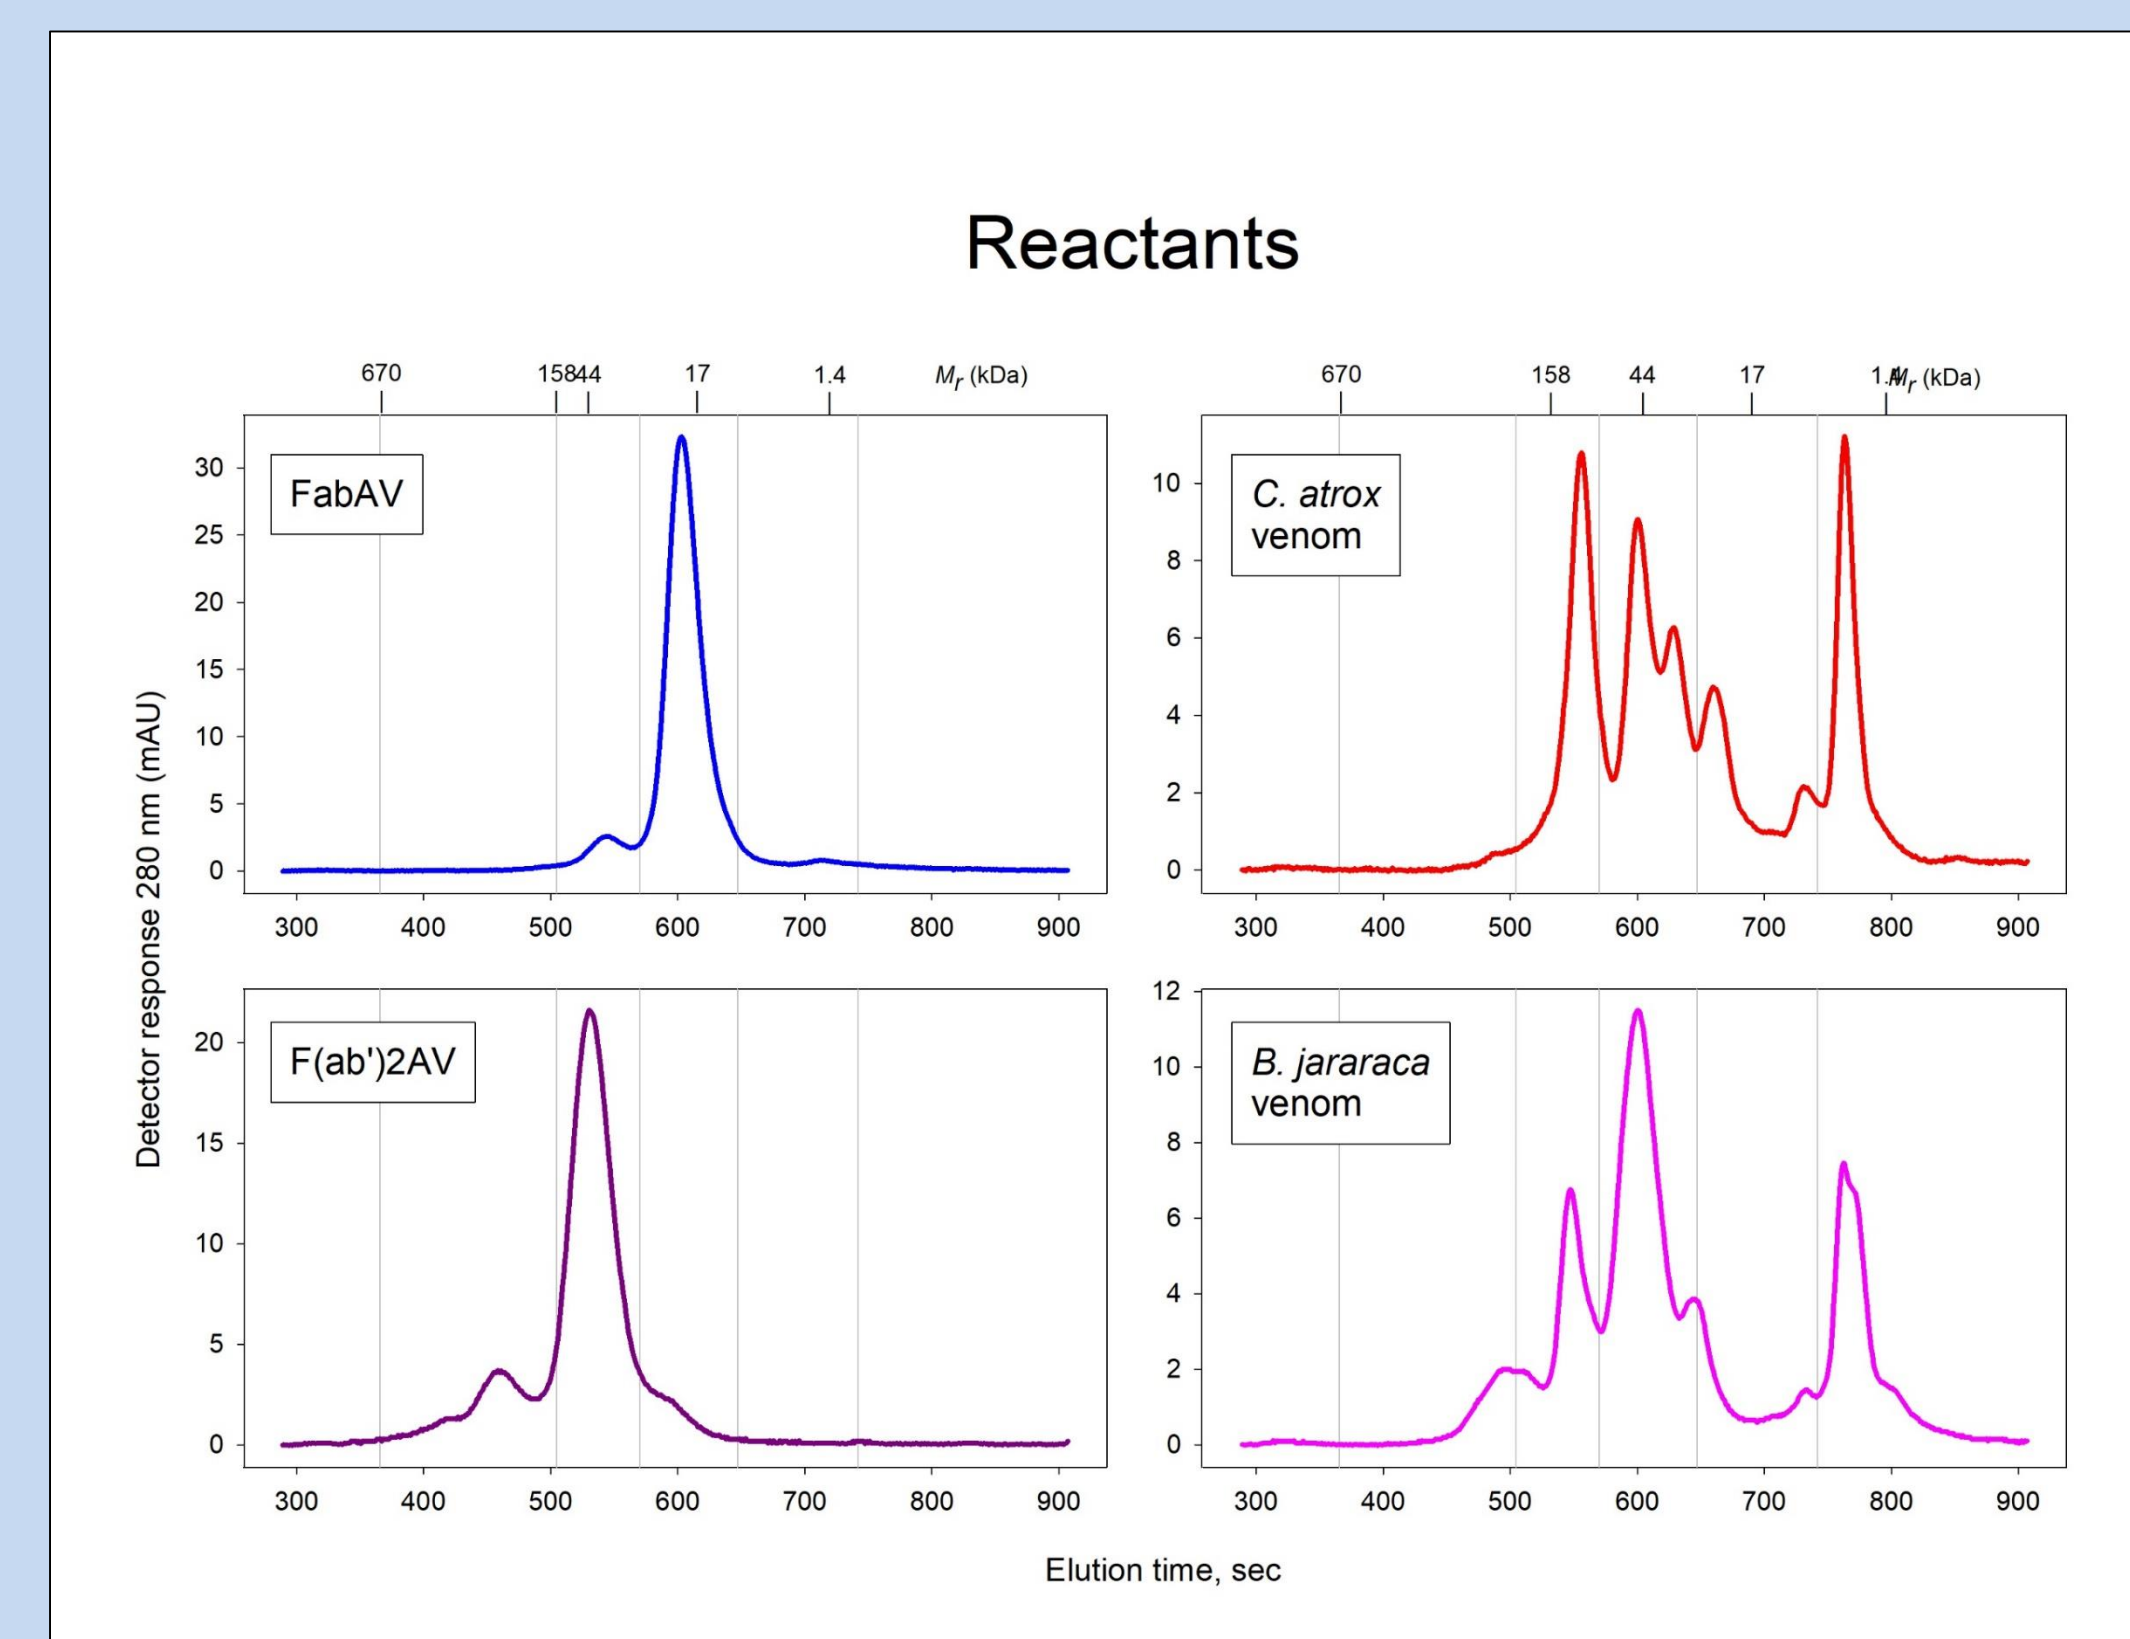 Reactants
670 158 44 17 1.4 Mr (kDa)
670 158 44 17 1.4 Mr (kDa)
Detector response 280 nm (mAU)
FabAV
30
25
20
15
10
5
0
300 400 500 600 700 800 900
C. atrox
venom
10
8
6
4
2
0
300 400 500 600 700 800 900
F(ab')2AV
20
15
10
5
0
300 400 500 600 700 800 900
B. jararaca
venom
12
10
8
6
4
2
0
300 400 500 600 700 800 900
Elution time, sec